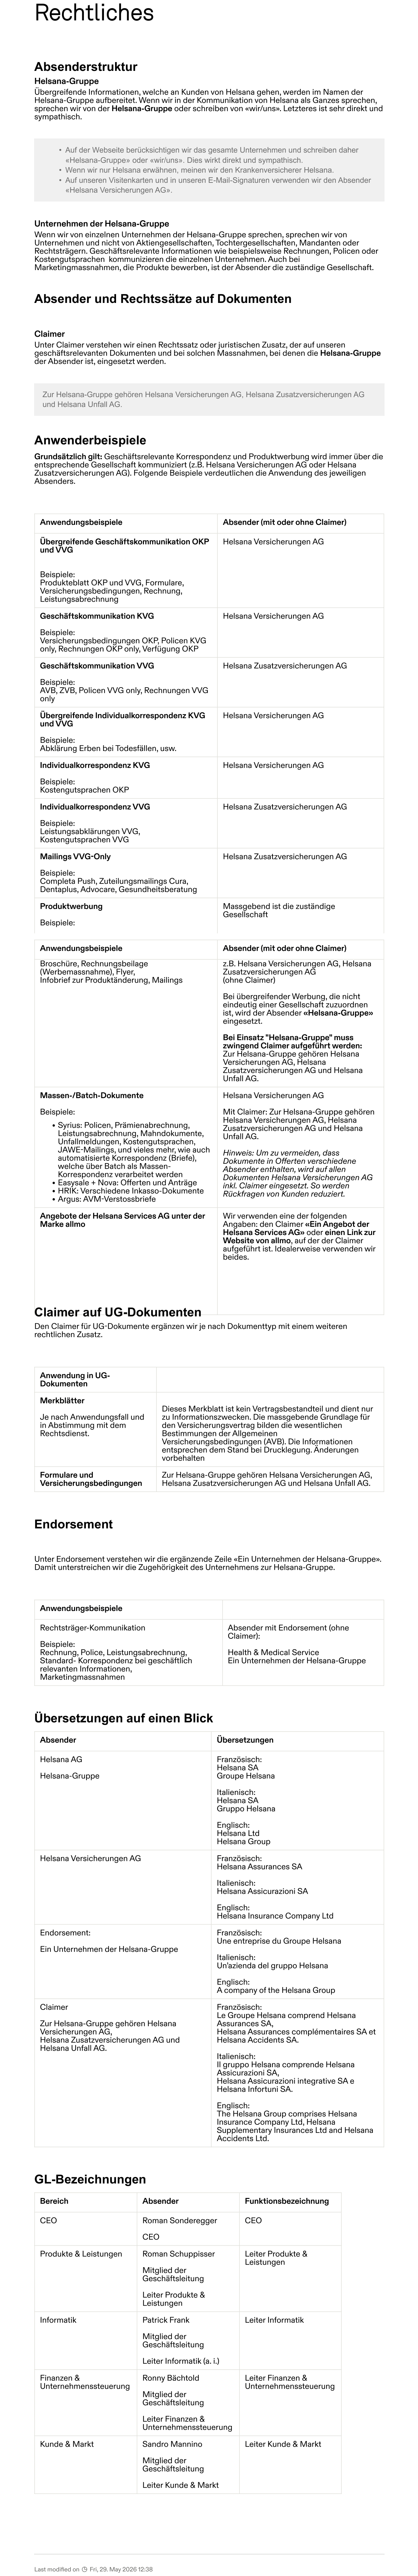 Rechtliches
Absenderstruktur
Helsana-Gruppe
Übergreifende Informationen, welche an Kunden von Helsana gehen, werden im Namen der
Helsana-Gruppe aufbereitet. Wenn wir in der Kommunikation von Helsana als Ganzes sprechen,
sprechen wir von der Helsana-Gruppe oder schreiben von «wir/uns». Letzteres ist sehr direkt und
sympathisch.
• Auf der Webseite berücksichtigen wir das gesamte Unternehmen und schreiben daher
«Helsana-Gruppe» oder «wir/uns». Dies wirkt direkt und sympathisch.
• Wenn wir nur Helsana erwähnen, meinen wir den Krankenversicherer Helsana.
• Auf unseren Visitenkarten und in unseren E-Mail-Signaturen verwenden wir den Absender
«Helsana Versicherungen AG».
Unternehmen der Helsana-Gruppe
Wenn wir von einzelnen Unternehmen der Helsana-Gruppe sprechen, sprechen wir von
Unternehmen und nicht von Aktiengesellschaften, Tochtergesellschaften, Mandanten oder
Rechtsträgern. Geschäftsrelevante Informationen wie beispielsweise Rechnungen, Policen oder
Kostengutsprachen kommunizieren die einzelnen Unternehmen. Auch bei
Marketingmassnahmen, die Produkte bewerben, ist der Absender die zuständige Gesellschaft.
Absender und Rechtssätze auf Dokumenten
Claimer
Unter Claimer verstehen wir einen Rechtssatz oder juristischen Zusatz, der auf unseren
geschäftsrelevanten Dokumenten und bei solchen Massnahmen, bei denen die Helsana-Gruppe
der Absender ist, eingesetzt werden.
Zur Helsana-Gruppe gehören Helsana Versicherungen AG, Helsana Zusatzversicherungen AG
und Helsana Unfall AG.
Anwenderbeispiele
Grundsätzlich gilt: Geschäftsrelevante Korrespondenz und Produktwerbung wird immer über die
entsprechende Gesellschaft kommuniziert (z.B. Helsana Versicherungen AG oder Helsana
Zusatzversicherungen AG). Folgende Beispiele verdeutlichen die Anwendung des jeweiligen
Absenders.
Anwendungsbeispiele
Absender (mit oder ohne Claimer)
Übergreifende Geschäftskommunikation OKP
und VVG
Beispiele:
Produkteblatt OKP und VVG, Formulare,
Versicherungsbedingungen, Rechnung,
Leistungsabrechnung
Helsana Versicherungen AG
Geschäftskommunikation KVG
Beispiele:
Versicherungsbedingungen OKP, Policen KVG
only, Rechnungen OKP only, Verfügung OKP
Helsana Versicherungen AG
Geschäftskommunikation VVG
Beispiele:
AVB, ZVB, Policen VVG only, Rechnungen VVG
only
Helsana Zusatzversicherungen AG
Übergreifende Individualkorrespondenz KVG
und VVG
Beispiele:
Abklärung Erben bei Todesfällen, usw.
Helsana Versicherungen AG
Individualkorrespondenz KVG
Beispiele:
Kostengutsprachen OKP
Helsana Versicherungen AG
Individualkorrespondenz VVG
Beispiele:
Leistungsabklärungen VVG,
Kostengutsprachen VVG
Helsana Zusatzversicherungen AG
Mailings VVG-Only
Beispiele:
Completa Push, Zuteilungsmailings Cura,
Dentaplus, Advocare, Gesundheitsberatung
Helsana Zusatzversicherungen AG
Produktwerbung
Beispiele:
Massgebend ist die zuständige
Gesellschaft
Anwendungsbeispiele
Absender (mit oder ohne Claimer)
Broschüre, Rechnungsbeilage
(Werbemassnahme), Flyer,
Infobrief zur Produktänderung, Mailings
z.B. Helsana Versicherungen AG, Helsana
Zusatzversicherungen AG
(ohne Claimer)
Bei übergreifender Werbung, die nicht
eindeutig einer Gesellschaft zuzuordnen
ist, wird der Absender «Helsana-Gruppe»
eingesetzt.
Bei Einsatz "Helsana-Gruppe" muss
zwingend Claimer aufgeführt werden:
Zur Helsana-Gruppe gehören Helsana
Versicherungen AG, Helsana
Zusatzversicherungen AG und Helsana
Unfall AG.
Massen-/Batch-Dokumente
Beispiele:
• Syrius: Policen, Prämienabrechnung,
Leistungsabrechnung, Mahndokumente,
Unfallmeldungen, Kostengutsprachen,
JAWE-Mailings, und vieles mehr, wie auch
automatisierte Korrespondenz (Briefe),
welche über Batch als Massen-
Korrespondenz verarbeitet werden
• Easysale + Nova: Offerten und Anträge
• HRIK: Verschiedene Inkasso-Dokumente
• Argus: AVM-Verstossbriefe
Helsana Versicherungen AG
Mit Claimer: Zur Helsana-Gruppe gehören
Helsana Versicherungen AG, Helsana
Zusatzversicherungen AG und Helsana
Unfall AG.
Hinweis: Um zu vermeiden, dass
Dokumente in Offerten verschiedene
Absender enthalten, wird auf allen
Dokumenten Helsana Versicherungen AG
inkl. Claimer eingesetzt. So werden
Rückfragen von Kunden reduziert.
Angebote der Helsana Services AG unter der
Marke allmo
Wir verwenden eine der folgenden
Angaben: den Claimer «Ein Angebot der
Helsana Services AG» oder einen Link zur
Website von allmo, auf der der Claimer
aufgeführt ist. Idealerweise verwenden wir
beides.
Claimer auf UG-Dokumenten
Den Claimer für UG-Dokumente ergänzen wir je nach Dokumenttyp mit einem weiteren
rechtlichen Zusatz.
Anwendung in UG-
Dokumenten
Merkblätter
Je nach Anwendungsfall und
in Abstimmung mit dem
Rechtsdienst.
Dieses Merkblatt ist kein Vertragsbestandteil und dient nur
zu Informationszwecken. Die massgebende Grundlage für
den Versicherungsvertrag bilden die wesentlichen
Bestimmungen der Allgemeinen
Versicherungsbedingungen (AVB). Die Informationen
entsprechen dem Stand bei Drucklegung. Änderungen
vorbehalten
Formulare und
Versicherungsbedingungen
Zur Helsana-Gruppe gehören Helsana Versicherungen AG,
Helsana Zusatzversicherungen AG und Helsana Unfall AG.
Endorsement
Unter Endorsement verstehen wir die ergänzende Zeile «Ein Unternehmen der Helsana-Gruppe».
Damit unterstreichen wir die Zugehörigkeit des Unternehmens zur Helsana-Gruppe.
Anwendungsbeispiele
Rechtsträger-Kommunikation
Beispiele:
Rechnung, Police, Leistungsabrechnung,
Standard- Korrespondenz bei geschäftlich
relevanten Informationen,
Marketingmassnahmen
Absender mit Endorsement (ohne
Claimer):
Health & Medical Service
Ein Unternehmen der Helsana-Gruppe
Übersetzungen auf einen Blick
Absender
Übersetzungen
Helsana AG
Helsana-Gruppe
Französisch:
Helsana SA
Groupe Helsana
Italienisch:
Helsana SA
Gruppo Helsana
Englisch:
Helsana Ltd
Helsana Group
Helsana Versicherungen AG
Französisch:
Helsana Assurances SA
Italienisch:
Helsana Assicurazioni SA
Englisch:
Helsana Insurance Company Ltd
Endorsement:
Ein Unternehmen der Helsana-Gruppe
Französisch:
Une entreprise du Groupe Helsana
Italienisch:
Un'azienda del gruppo Helsana
Englisch:
A company of the Helsana Group
Claimer
Zur Helsana-Gruppe gehören Helsana
Versicherungen AG,
Helsana Zusatzversicherungen AG und
Helsana Unfall AG.
Französisch:
Le Groupe Helsana comprend Helsana
Assurances SA,
Helsana Assurances complémentaires SA et
Helsana Accidents SA.
Italienisch:
Il gruppo Helsana comprende Helsana
Assicurazioni SA,
Helsana Assicurazioni integrative SA e
Helsana Infortuni SA.
Englisch:
The Helsana Group comprises Helsana
Insurance Company Ltd, Helsana
Supplementary Insurances Ltd and Helsana
Accidents Ltd.
GL-Bezeichnungen
Bereich
Absender
Funktionsbezeichnung
CEO
Roman Sonderegger
CEO
CEO
Produkte & Leistungen
Roman Schuppisser
Mitglied der
Geschäftsleitung
Leiter Produkte &
Leistungen
Leiter Produkte &
Leistungen
Informatik
Patrick Frank
Mitglied der
Geschäftsleitung
Leiter Informatik (a. i.)
Leiter Informatik
Finanzen &
Unternehmenssteuerung
Ronny Bächtold
Mitglied der
Geschäftsleitung
Leiter Finanzen &
Unternehmenssteuerung
Leiter Finanzen &
Unternehmenssteuerung
Kunde & Markt
Sandro Mannino
Mitglied der
Geschäftsleitung
Leiter Kunde & Markt
Leiter Kunde & Markt
Last modified on Fri, 29. May 2026 12:38